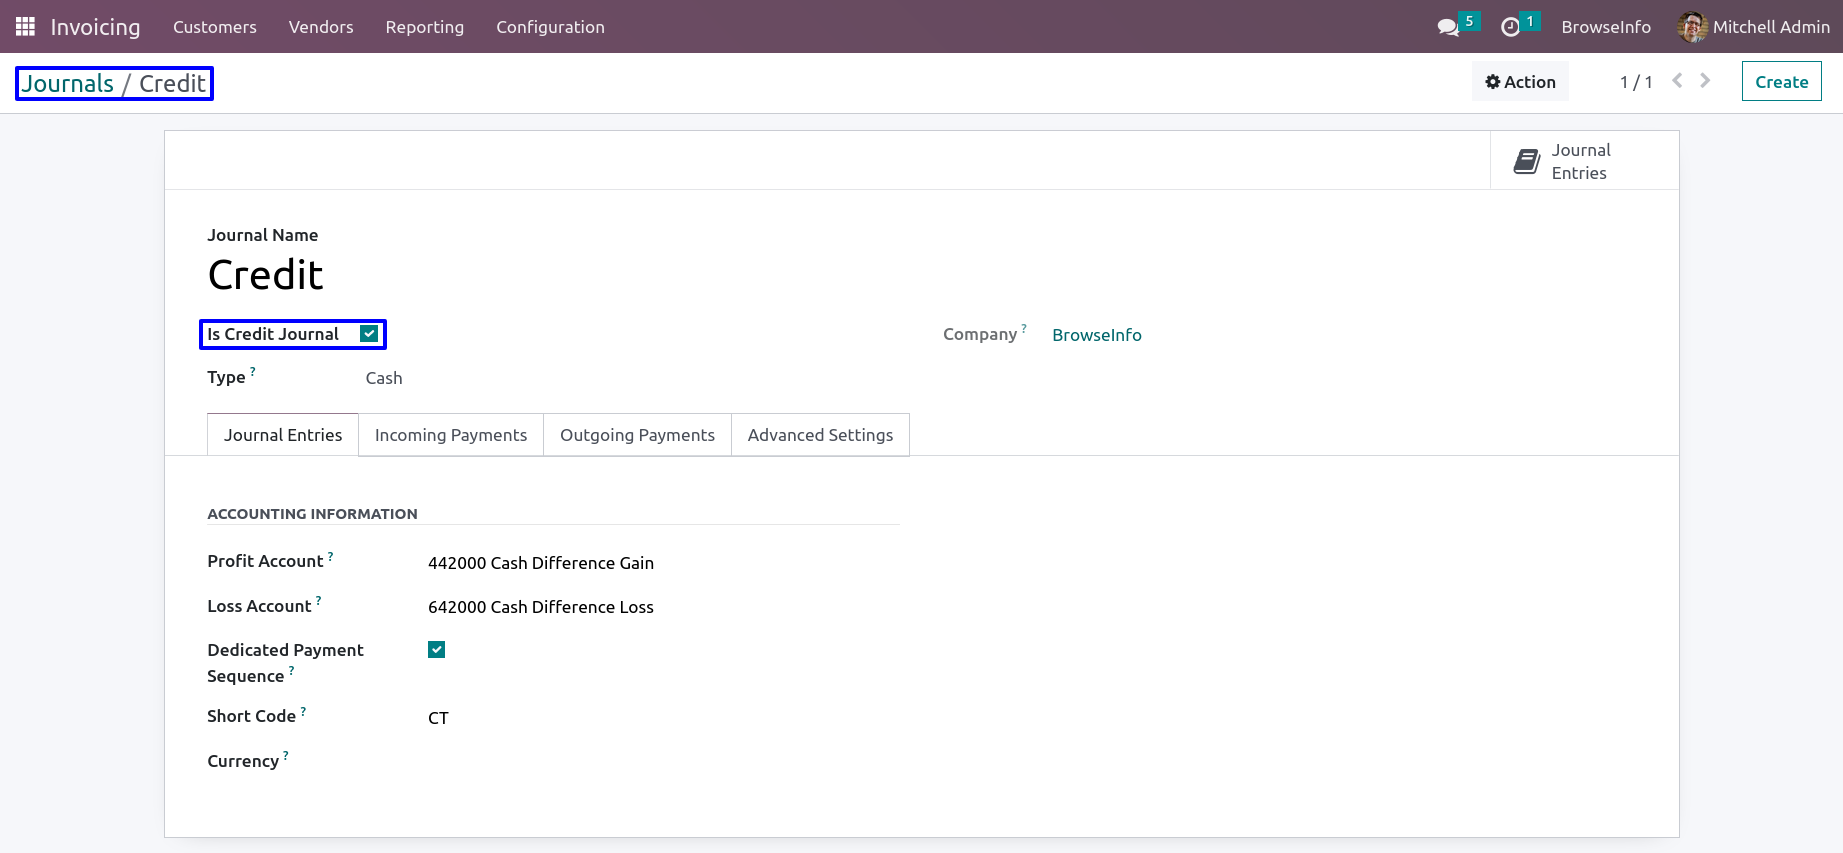 Invoicing Customers Vendors Reporting Configuration 5 1 BrowseInfo Mitchell Admin
Journals / Credit Action 1 / 1 Create
Journal
Entries
Journal Name
Credit
Is Credit Journal Company ? BrowseInfo
Type ? Cash
Journal Entries Incoming Payments Outgoing Payments Advanced Settings
ACCOUNTING INFORMATION
Profit Account ? 442000 Cash Difference Gain
Loss Account ? 642000 Cash Difference Loss
Dedicated Payment
Sequence ?
Short Code ? CT
Currency ?